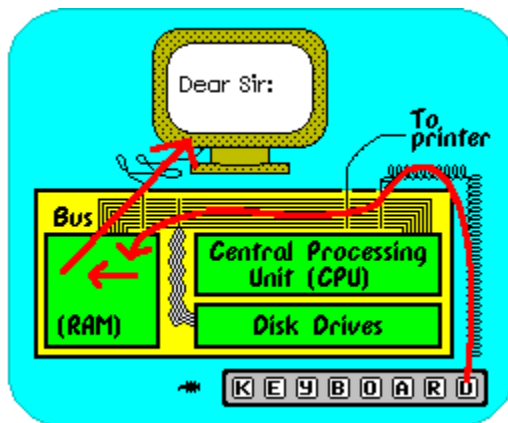 Dear Sir:
To
printer
Bus
Central Processing
Unit (CPU)
(RAM)
Disk Drives
KEYBOARD